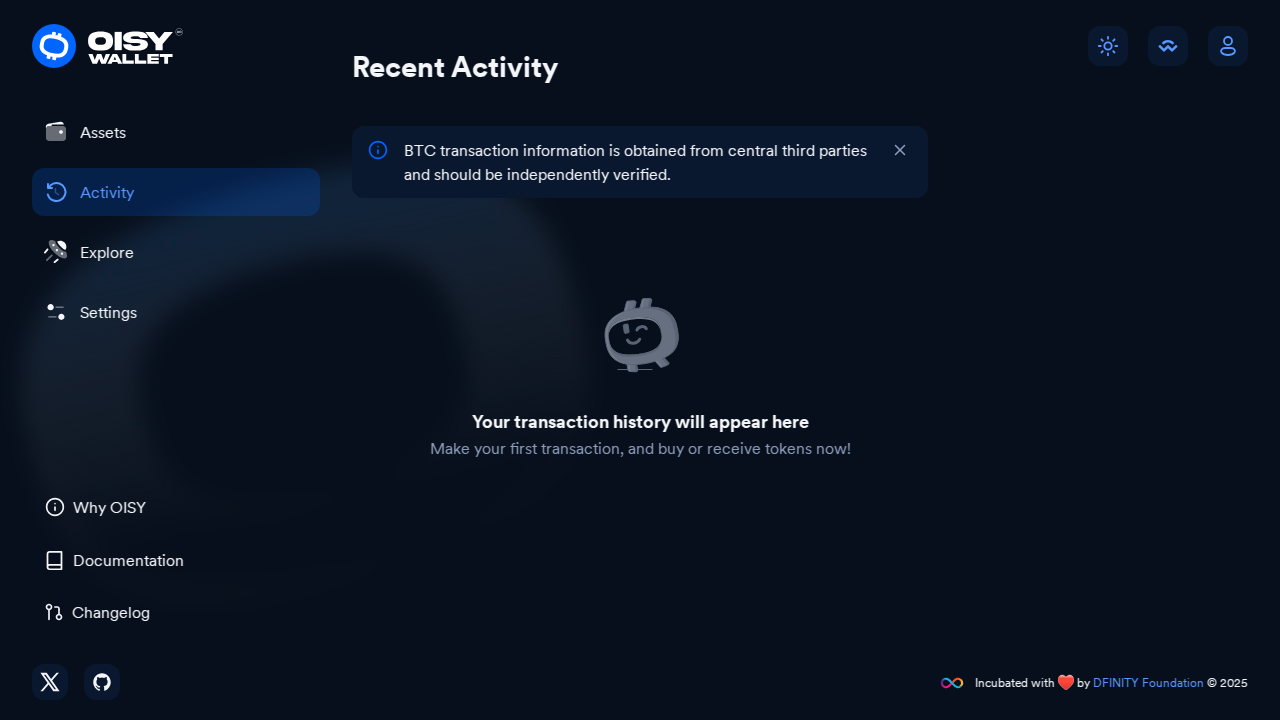 OISY
WALLET
Recent Activity
Assets
Activity
Explore
Settings
BTC transaction information is obtained from central third parties
and should be independently verified.
Your transaction history will appear here
Make your first transaction, and buy or receive tokens now!
Why OISY
Documentation
Changelog
Incubated with ❤️ by DFINITY Foundation © 2025